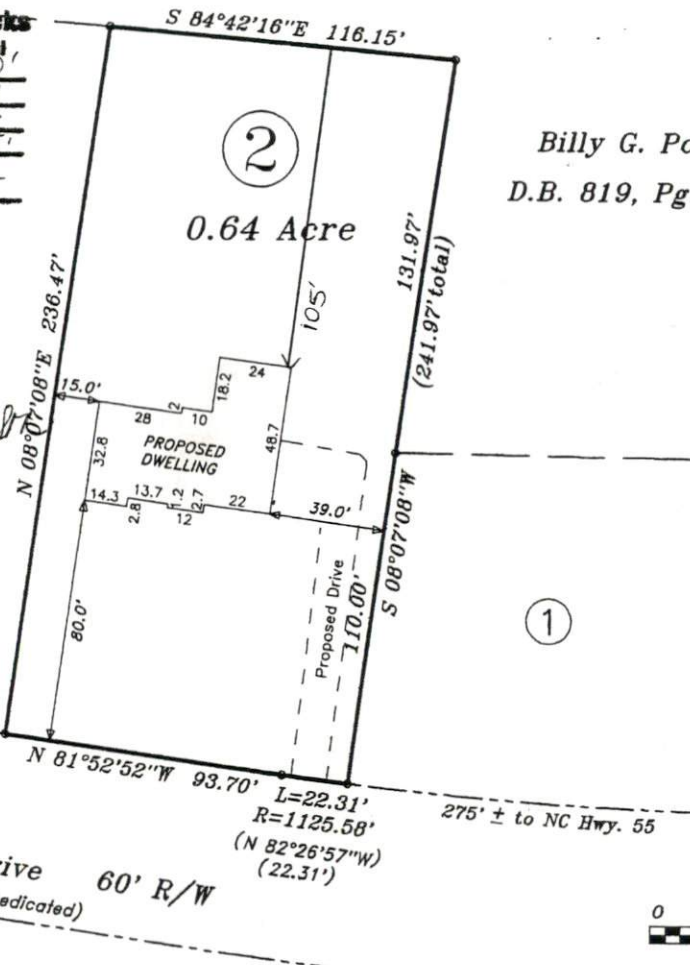 S 84°42'16"E 116.15'
2
0.64 Acre
Billy G.
D.B. 819, Pg
N 08°07'08"E 236.47'
131.97'
(241.97' total)
105'
15.0'
28
2
10
18.2
24
PROPOSED
DWELLING
32.8
48.7
14.3
2.8
13.7
1.2
12
2.7
22
39.0'
80.0'
Proposed Drive
110.00'
S 08°07'08"W
1
N 81°52'52"W 93.70'
L=22.31'
R=1125.58'
(N 82°26'57"W)
(22.31')
275' ± to NC Hwy. 55
60' R/W
0